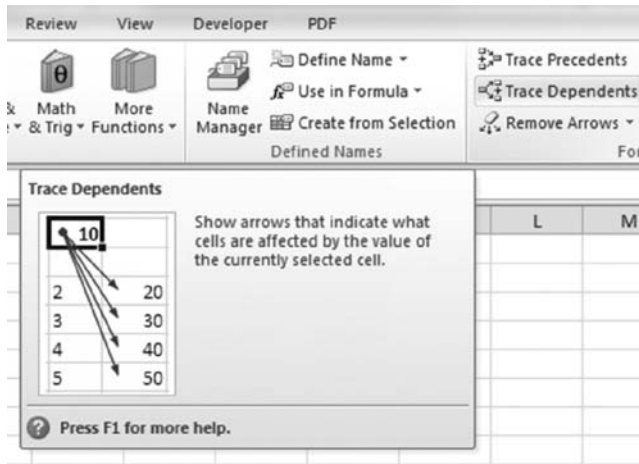 Review View Developer PDF
θ
& Math & Trig
More Functions
Name Manager
Define Name
Use in Formula
Create from Selection
Defined Names
Trace Precedents
Trace Dependents
Remove Arrows
Trace Dependents
10
2 20
3 30
4 40
5 50
Show arrows that indicate what
cells are affected by the value of
the currently selected cell.
Press F1 for more help.
L M